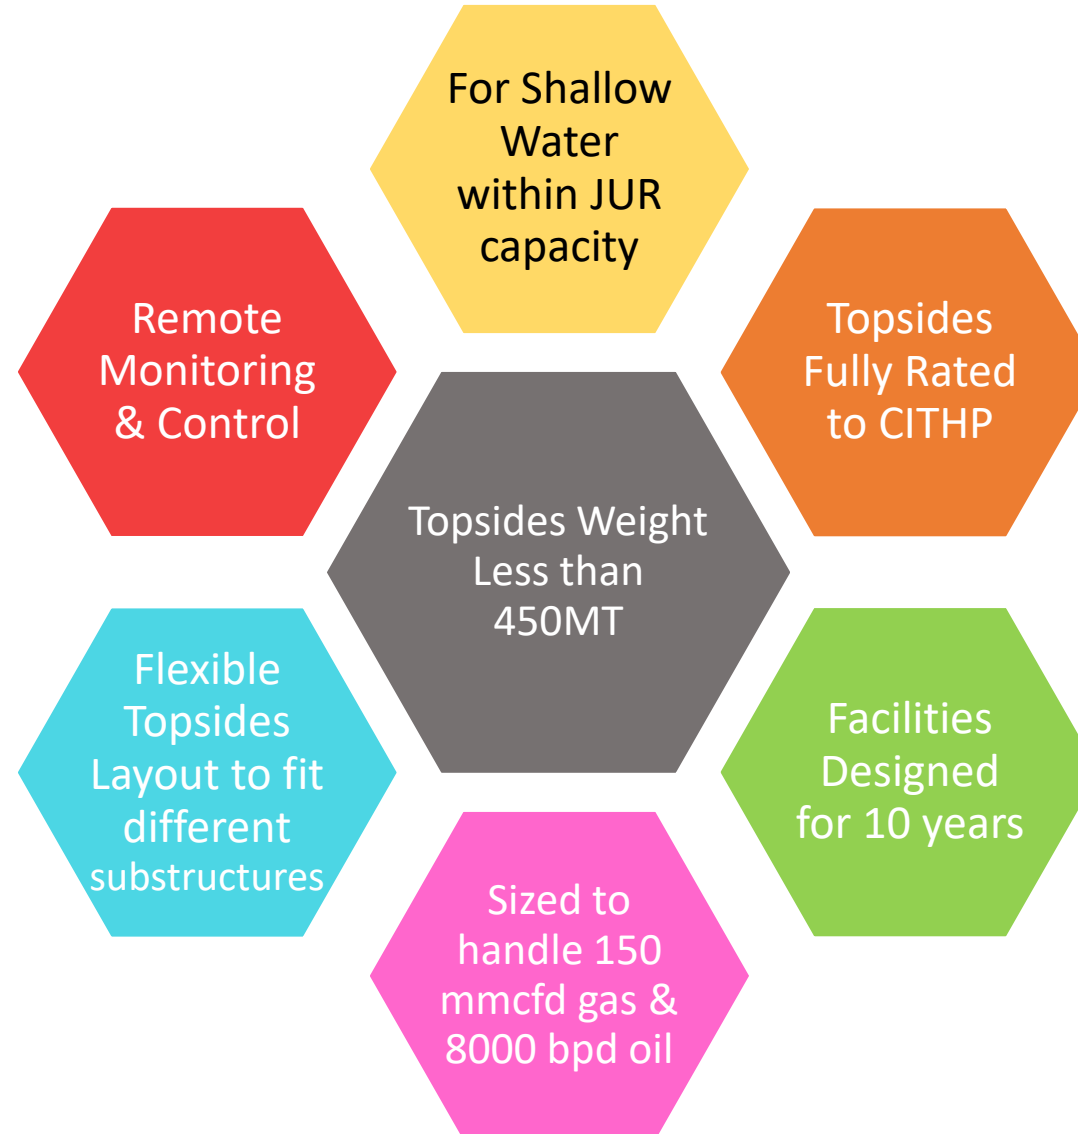 For Shallow
Water
within JUR
capacity
Remote
Monitoring
& Control
Topsides
Fully Rated
to CITHP
Topsides Weight
Less than
450MT
Flexible
Topsides
Layout to fit
different
substructures
Facilities
Designed
for 10 years
Sized to
handle 150
mmcfd gas &
8000 bpd oil